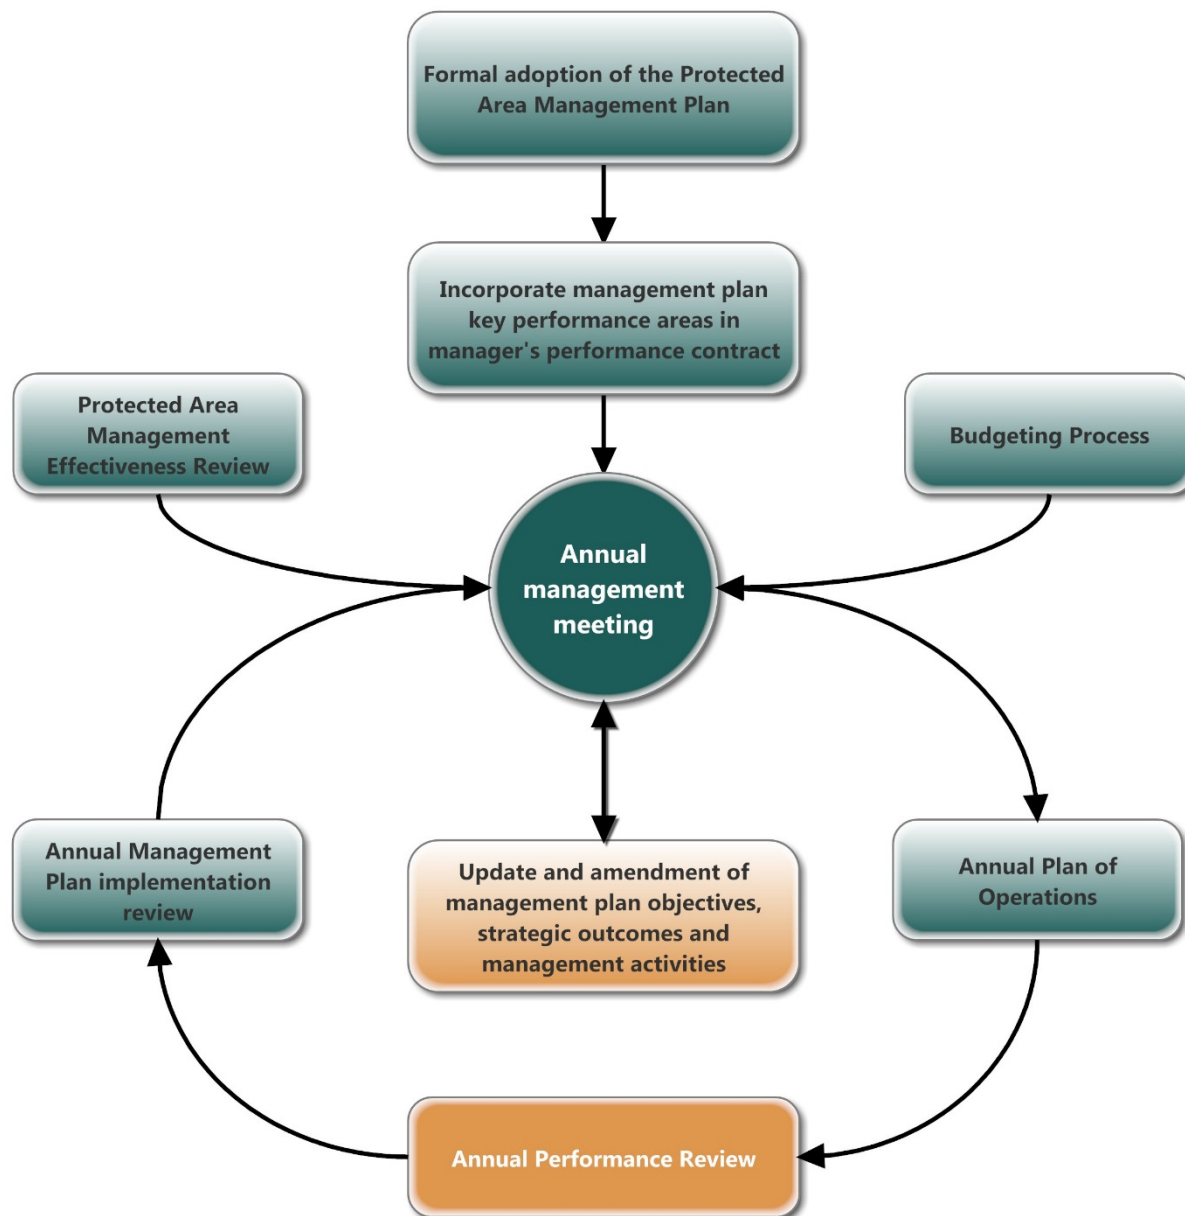 Formal adoption of the Protected
Area Management Plan
Incorporate management plan
key performance areas in
manager's performance contract
Protected Area
Management
Effectiveness Review
Budgeting Process
Annual
management
meeting
Annual Management
Plan implementation
review
Update and amendment of
management plan objectives,
strategic outcomes and
management activities
Annual Plan of
Operations
Annual Performance Review